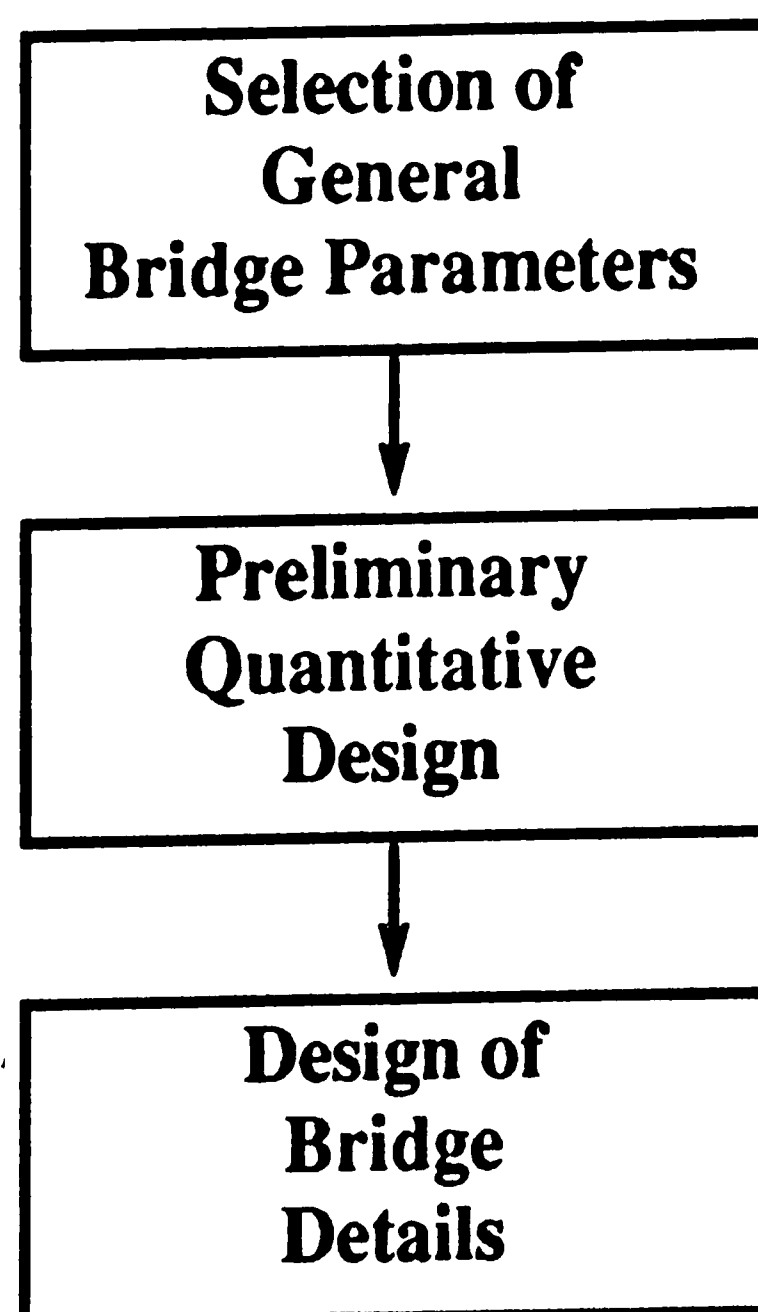 Selection of
General
Bridge Parameters
Preliminary
Quantitative
Design
Design of
Bridge
Details